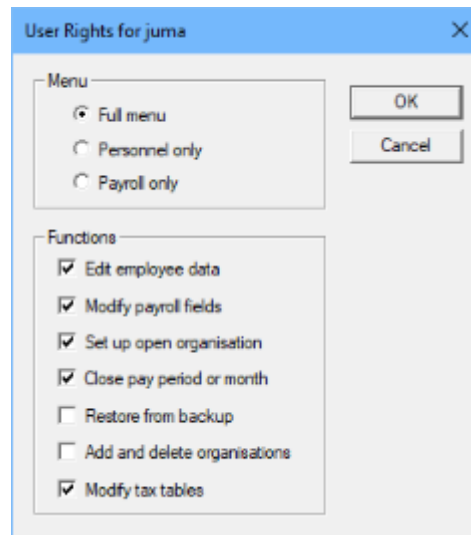 User Rights for juma
Menu
Full menu
Personnel only
Payroll only
OK
Cancel
Functions
Edit employee data
Modify payroll fields
Set up open organisation
Close pay period or month
Restore from backup
Add and delete organisations
Modify tax tables